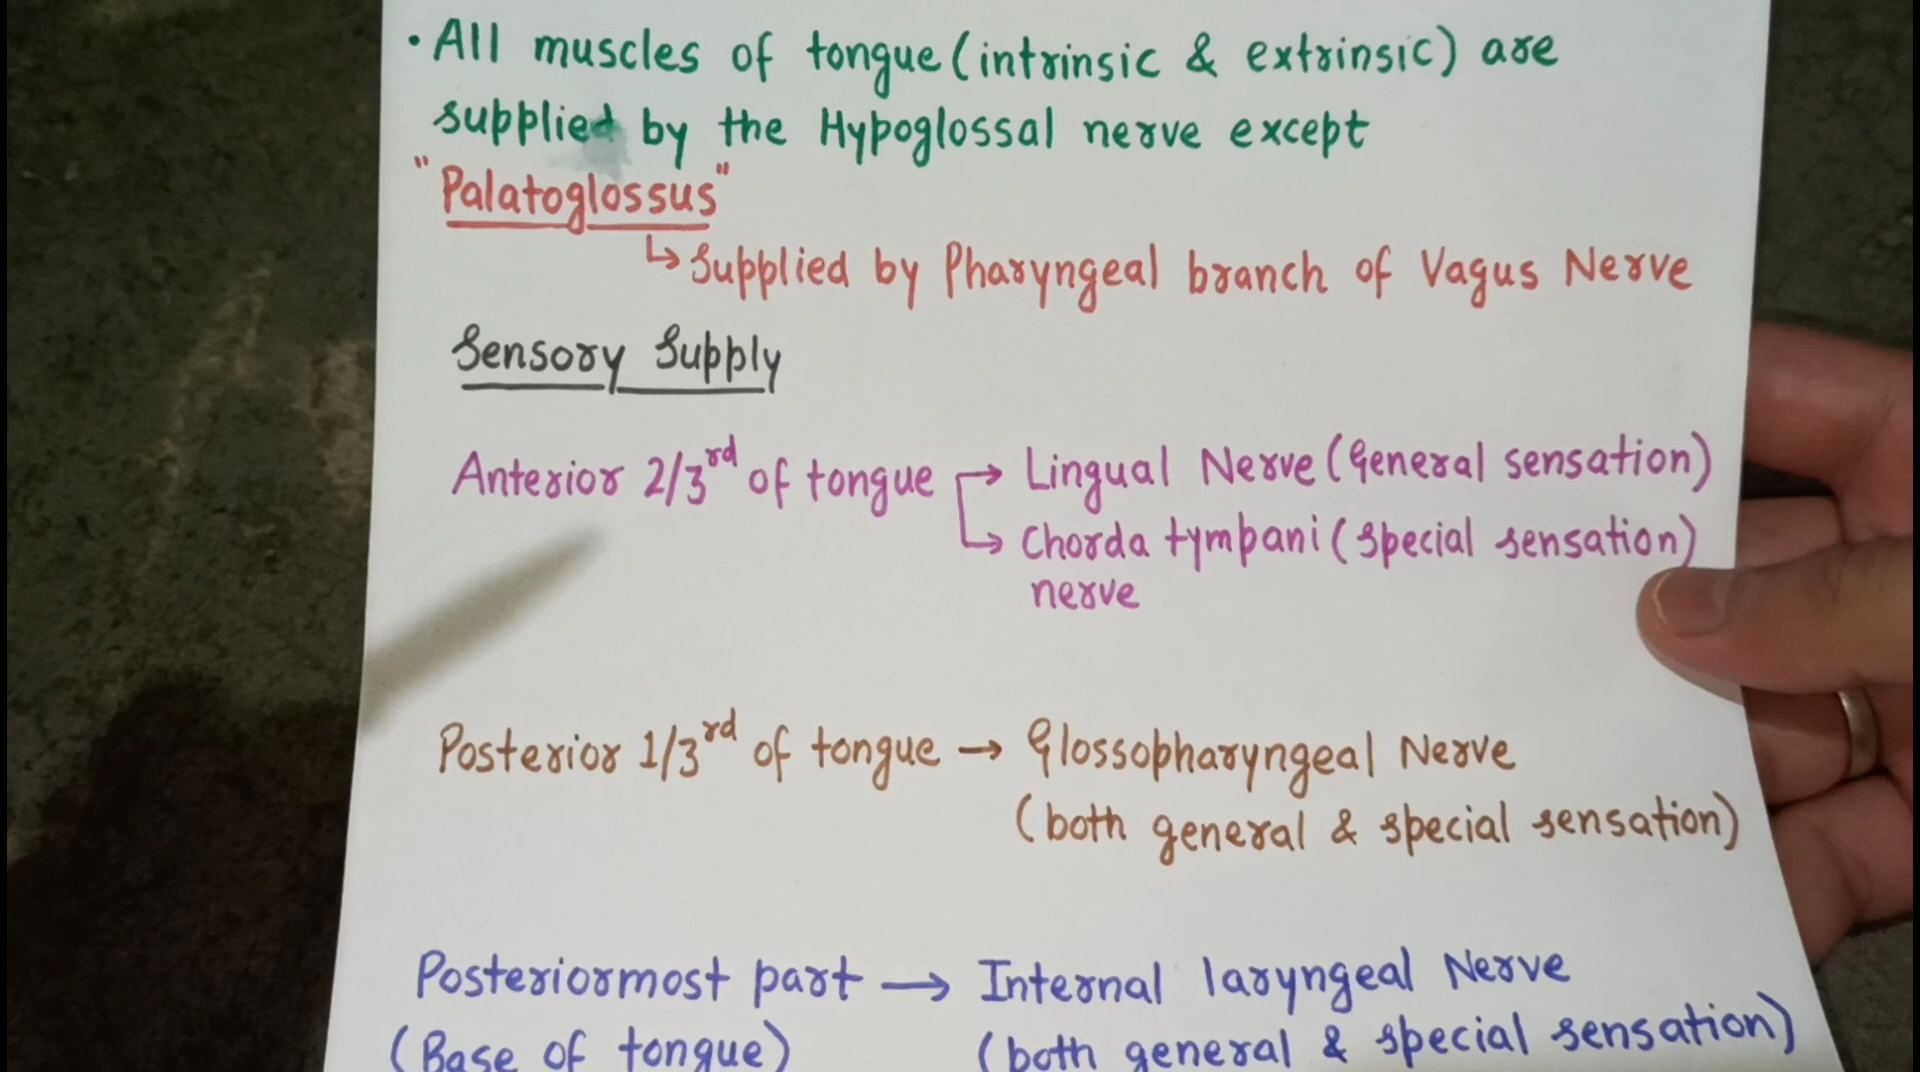 • All muscles of tongue (intrinsic & extrinsic) are
supplied by the Hypoglossal nerve except
"Palatoglossus"
↳ Supplied by Pharyngeal branch of Vagus Nerve
Sensory Supply
Anterior 2/3rd of tongue → Lingual Nerve (General sensation)
↳ Chorda tympani (special sensation)
nerve
Posterior 1/3rd of tongue → Glossopharyngeal Nerve
(both general & special sensation)
Posteriormost part → Internal laryngeal Nerve
(Base of tongue) (both general & special sensation)